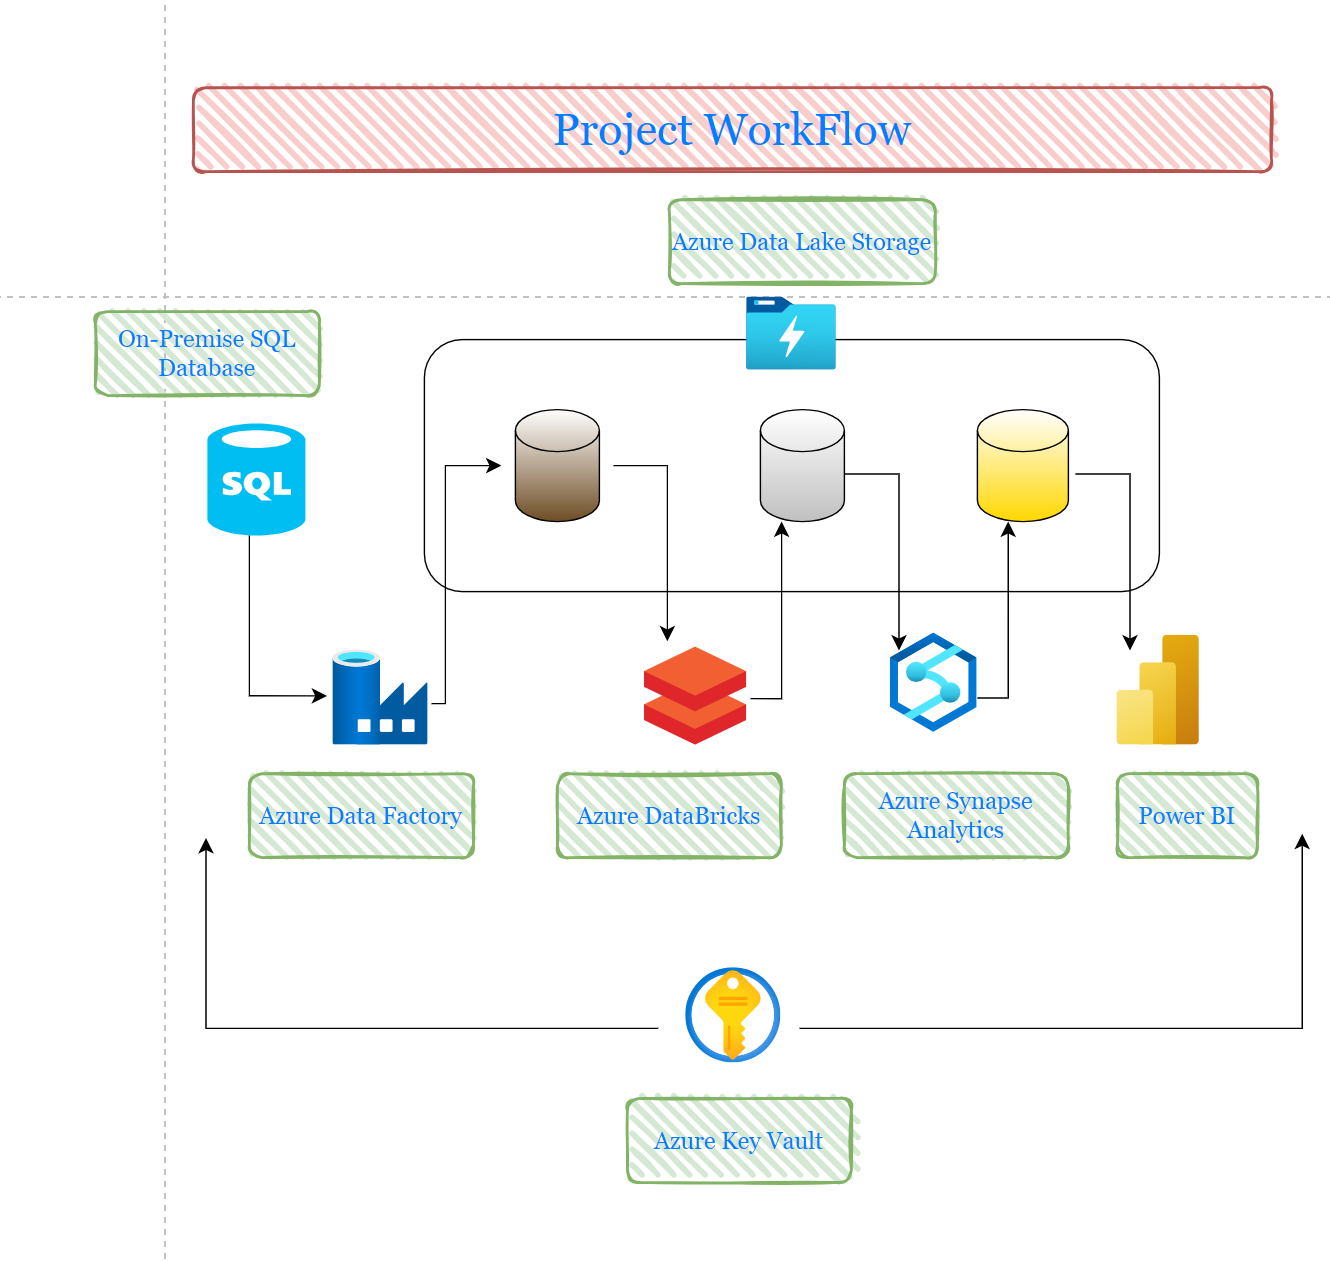 Project WorkFlow
Azure Data Lake Storage
On-Premise SQL
Database
SQL
Azure Data Factory
Azure DataBricks
Azure Synapse
Analytics
Power BI
Azure Key Vault